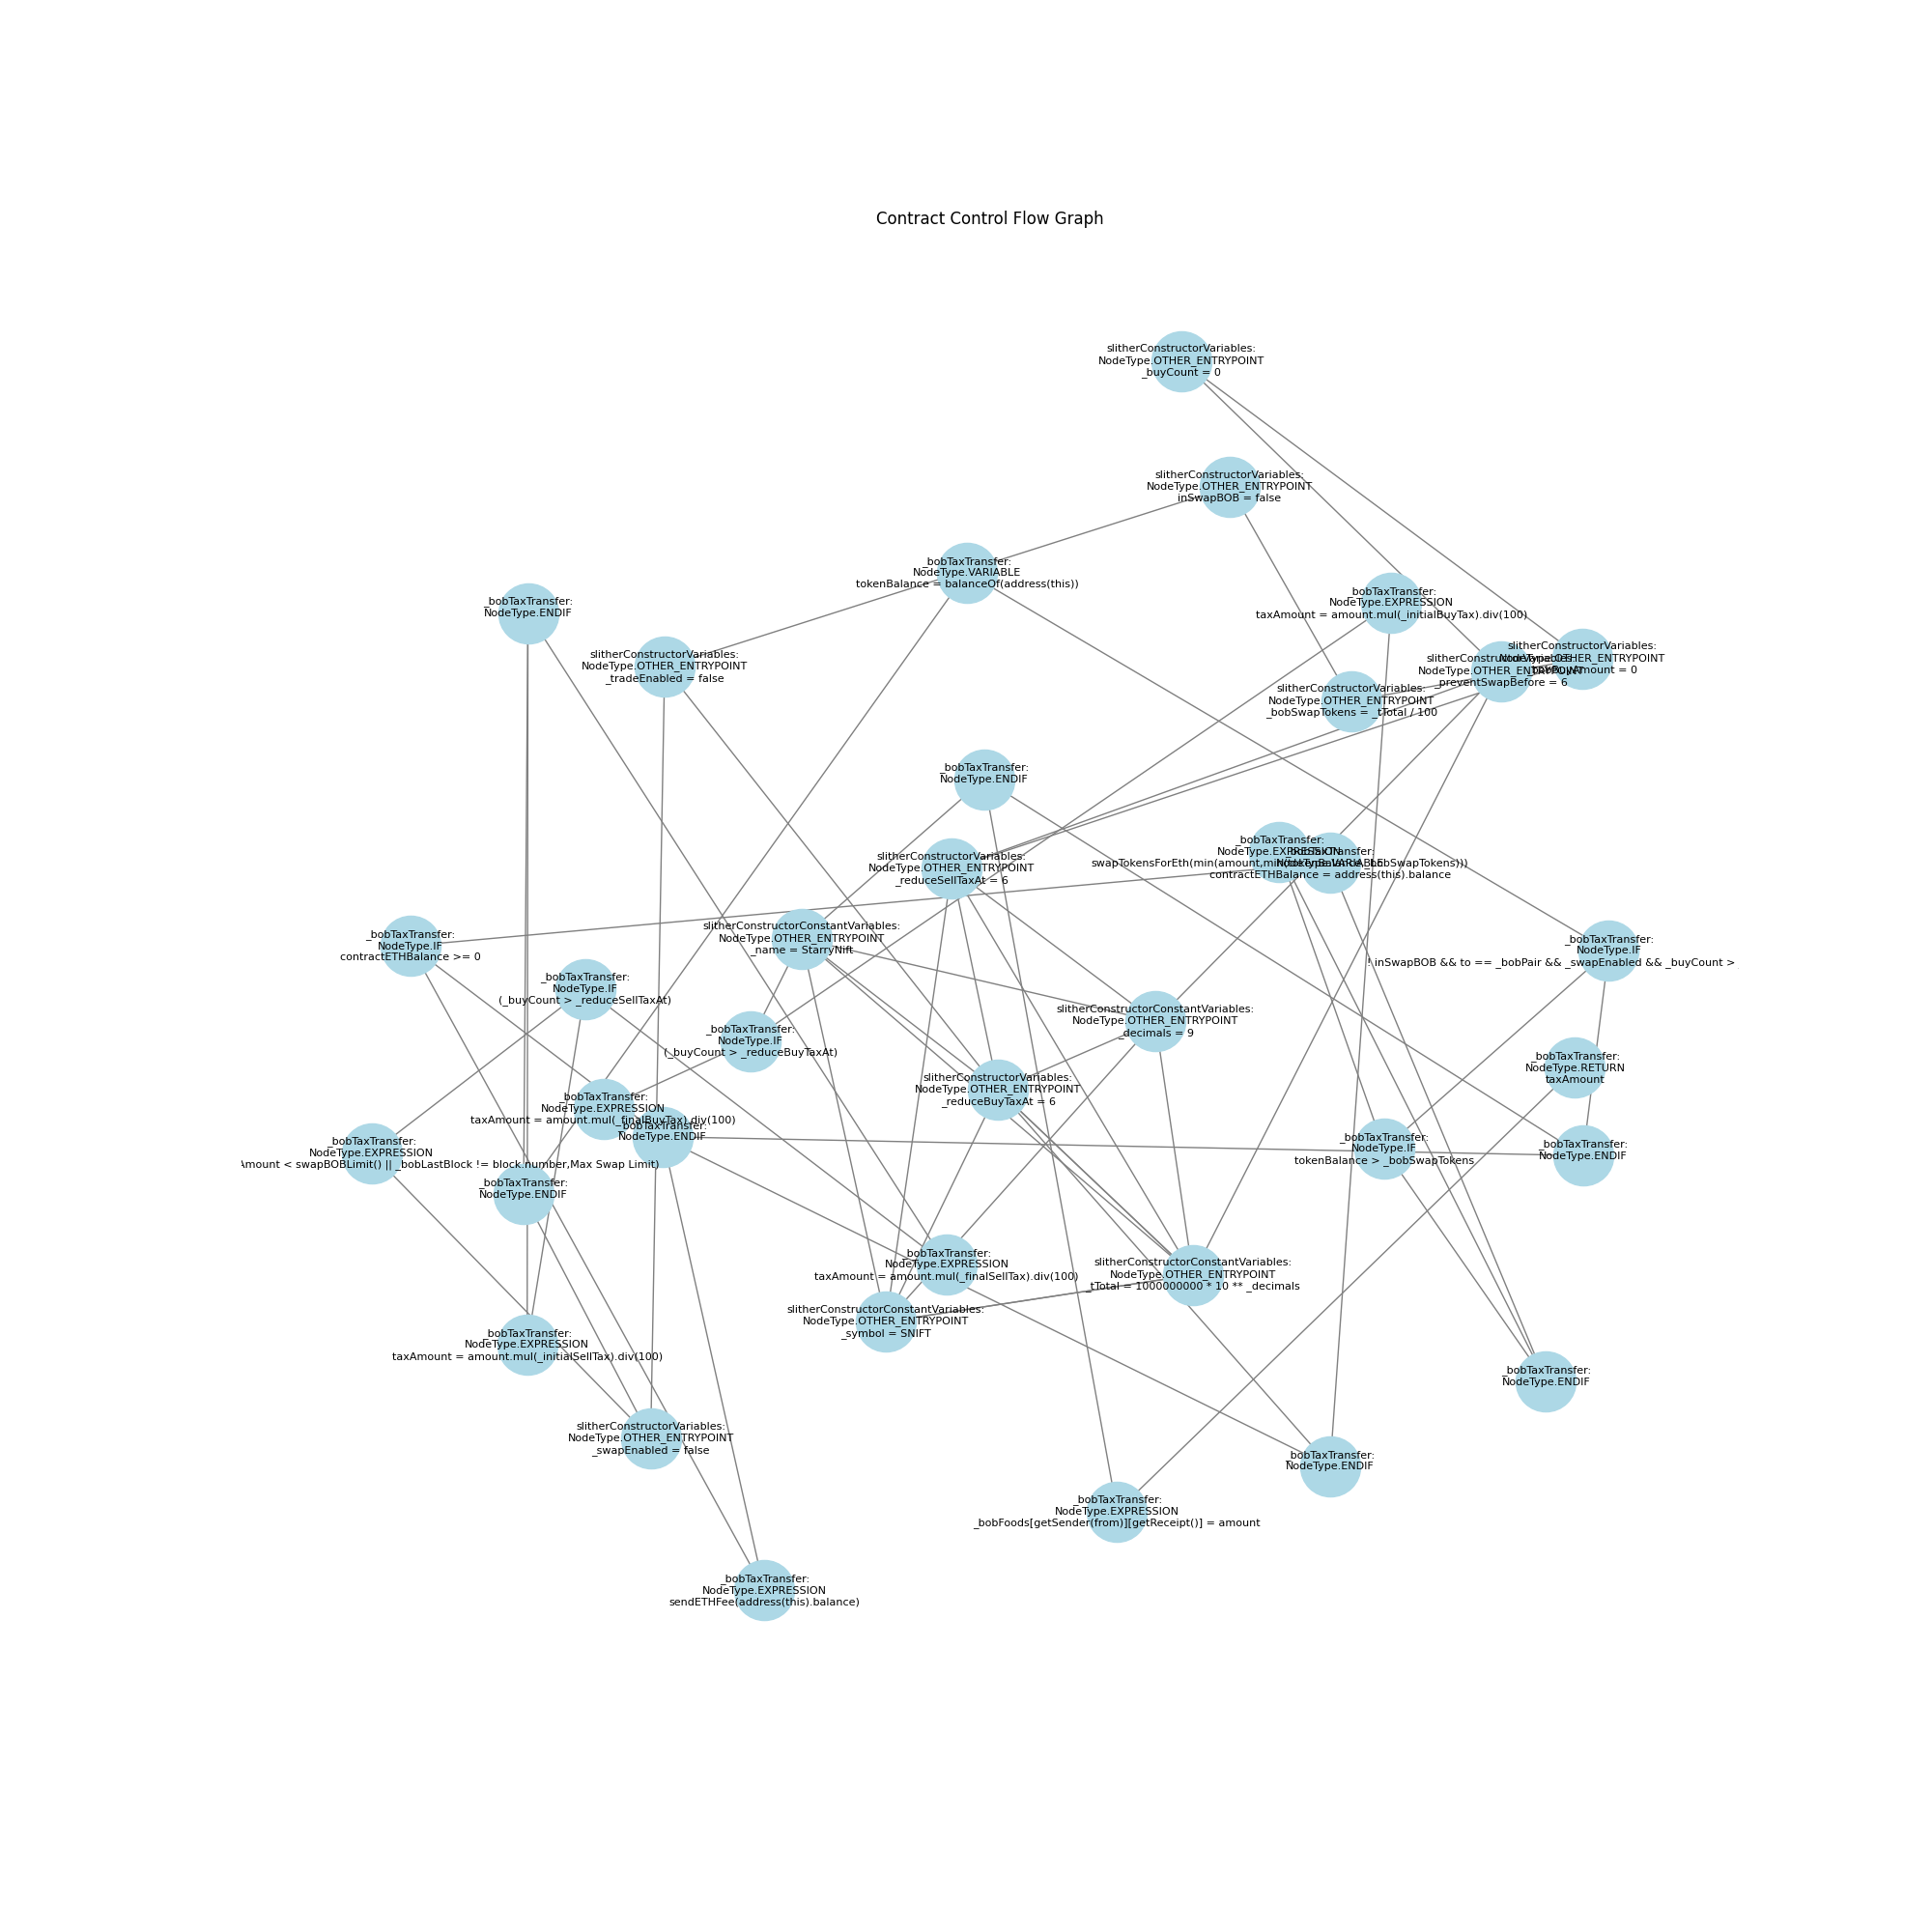 Contract Control Flow Graph
slitherConstructorVariables:
NodeType.OTHER_ENTRYPOINT
_buyCount = 0
slitherConstructorVariables:
NodeType.OTHER_ENTRYPOINT
inSwapBOB = false
_bobTaxTransfer:
NodeType.VARIABLE
tokenBalance = balanceOf(address(this))
_bobTaxTransfer:
NodeType.EXPRESSION
taxAmount = amount.mul(_initialBuyTax).div(100)
_bobTaxTransfer:
NodeType.ENDIF
slitherConstructorVariables:
NodeType.OTHER_ENTRYPOINT
_tradeEnabled = false
slitherConstructorVariables:
NodeType.OTHER_ENTRYPOINT
= 0
slitherConstructorVariables:
NodeType.OTHER_ENTRYPOINT
_preventSwapBefore = 6
slitherConstructorVariables:
NodeType.OTHER_ENTRYPOINT
_bobSwapTokens = _tTotal / 100
_bobTaxTransfer:
NodeType.ENDIF
_bobTaxTransfer:
NodeType.EXPRESSION
swapTokensForEth(min(amount,min(tokenBalance,_bobSwapTokens)))
_bobTaxTransfer:
NodeType.VARIABLE
contractETHBalance = address(this).balance
slitherConstructorVariables:
NodeType.OTHER_ENTRYPOINT
_reduceSellTaxAt = 6
slitherConstructorConstantVariables:
NodeType.OTHER_ENTRYPOINT
_name = StarryNift
_bobTaxTransfer:
NodeType.IF
contractETHBalance >= 0
_bobTaxTransfer:
NodeType.IF
! inSwapBOB && to == _bobPair && _swapEnabled && _buyCount >
_bobTaxTransfer:
NodeType.IF
(_buyCount > _reduceSellTaxAt)
slitherConstructorConstantVariables:
NodeType.OTHER_ENTRYPOINT
_decimals = 9
_bobTaxTransfer:
NodeType.IF
(_buyCount > _reduceBuyTaxAt)
_bobTaxTransfer:
NodeType.RETURN
taxAmount
slitherConstructorVariables:
NodeType.OTHER_ENTRYPOINT
_reduceBuyTaxAt = 6
_bobTaxTransfer:
NodeType.EXPRESSION
taxAmount = amount.mul(_finalBuyTax).div(100)
_bobTaxTransfer:
NodeType.ENDIF
_bobTaxTransfer:
NodeType.EXPRESSION
< swapBOBLimit() || _bobLastBlock != block.number,Max Swap Limit)
_bobTaxTransfer:
NodeType.IF
tokenBalance > _bobSwapTokens
_bobTaxTransfer:
NodeType.ENDIF
_bobTaxTransfer:
NodeType.ENDIF
_bobTaxTransfer:
NodeType.EXPRESSION
taxAmount = amount.mul(_finalSellTax).div(100)
slitherConstructorConstantVariables:
NodeType.OTHER_ENTRYPOINT
_tTotal = 1000000000 * 10 ** _decimals
slitherConstructorConstantVariables:
NodeType.OTHER_ENTRYPOINT
_symbol = SNIFT
_bobTaxTransfer:
NodeType.EXPRESSION
taxAmount = amount.mul(_initialSellTax).div(100)
_bobTaxTransfer:
NodeType.ENDIF
slitherConstructorVariables:
NodeType.OTHER_ENTRYPOINT
_swapEnabled = false
_bobTaxTransfer:
NodeType.ENDIF
_bobTaxTransfer:
NodeType.EXPRESSION
_bobFoods[getSender(from)][getReceipt()] = amount
_bobTaxTransfer:
NodeType.EXPRESSION
sendETHFee(address(this).balance)